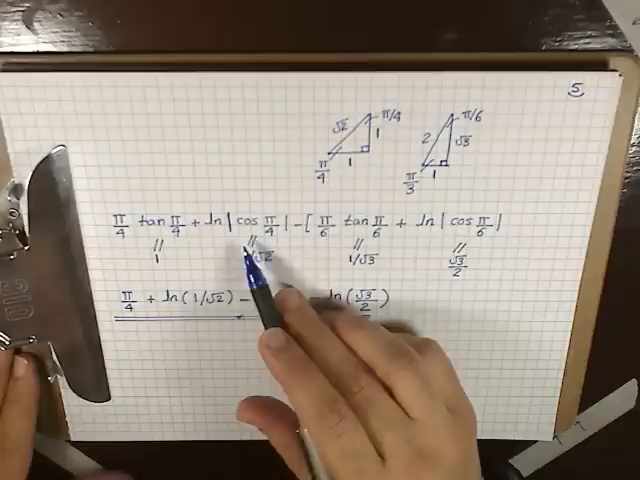 5
√2 π/4 1 π/4 1
2 π/6 √3 π/3 1
π/4 tan π/4 + ln | cos π/4 | - [ π/6 tan π/6 + ln | cos π/6 ]
// // // //
1 /√2 1/√3 √3/2
π/4 + ln ( 1/√2 ) - ln ( √3/2 )